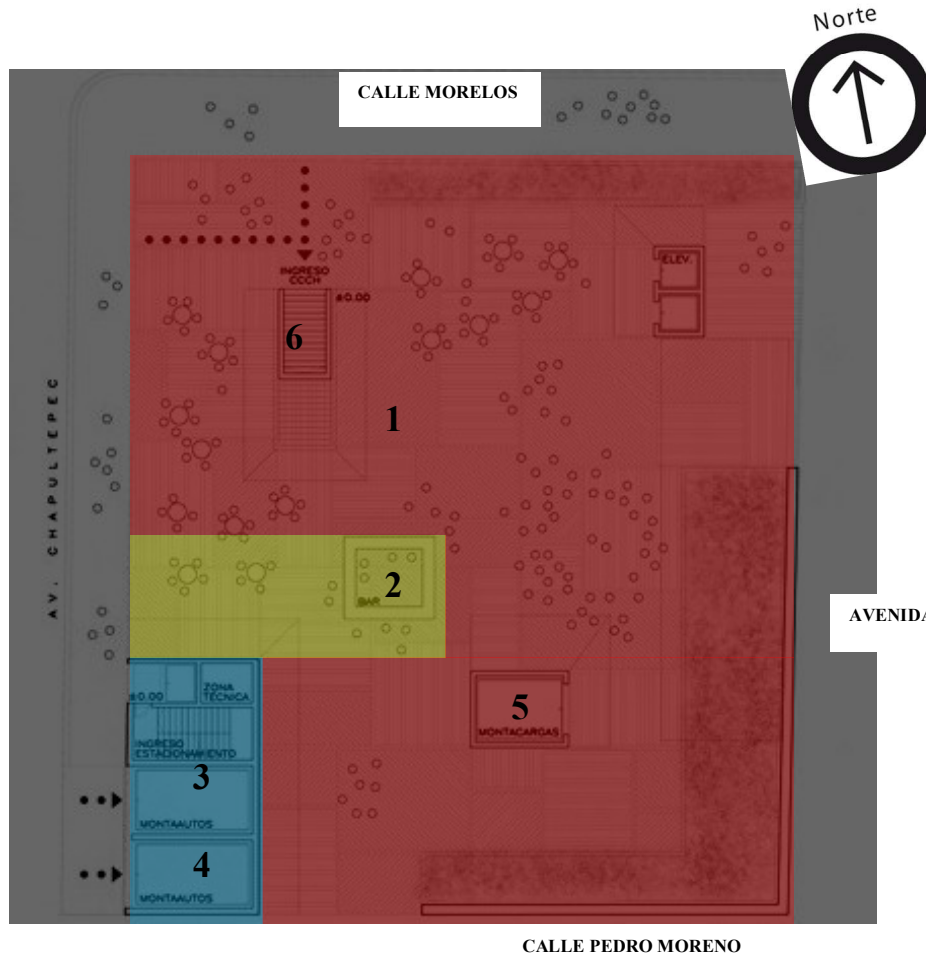 Norte
CALLE MORELOS
INGRESO
CCCH
±0.00
ELEV.
6
1
AV. CHAPULTEPEC
2
BAR
AVENIDA
±0.00
ZONA
TÉCNICA
5
MONTACARGAS
INGRESO
ESTACIONAMIENTO
3
MONTAAUTOS
4
MONTAAUTOS
CALLE PEDRO MORENO